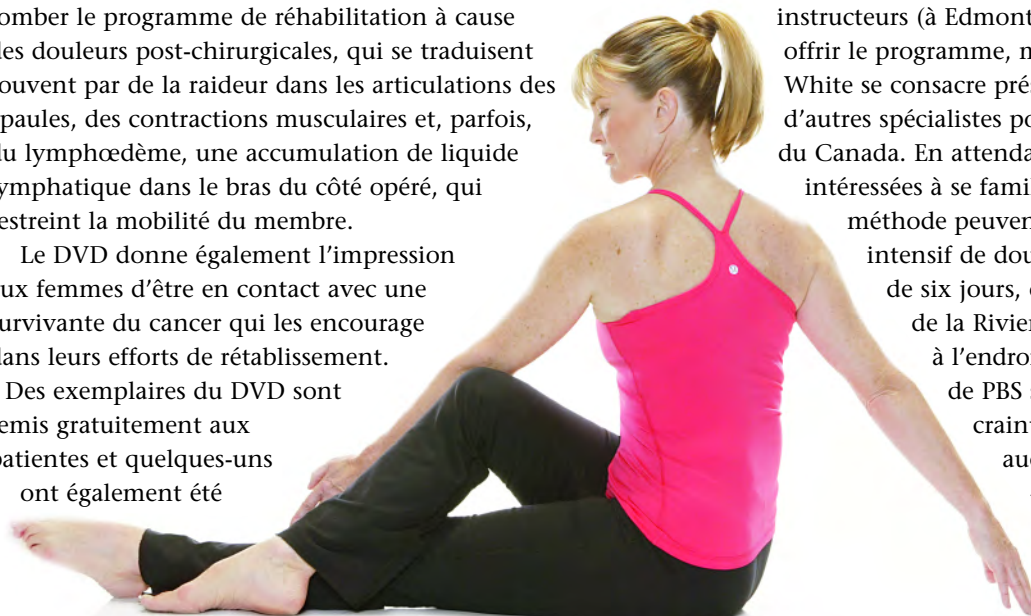 omber le programme de réhabilitation à cause
des douleurs post-chirurgicales, qui se traduisent
ouvent par de la raideur dans les articulations des
paules, des contractions musculaires et, parfois,
du lymphœdème, une accumulation de liquide
ymphatique dans le bras du côté opéré, qui
estreint la mobilité du membre.
Le DVD donne également l’impression
ux femmes d’être en contact avec une
urvivante du cancer qui les encourage
dans leurs efforts de rétablissement.
Des exemplaires du DVD sont
emis gratuitement aux
patientes et quelques-uns
ont également été
instructeurs (à Edmont
offrir le programme,
White se consacre prés
d’autres spécialistes po
du Canada. En attenda
intéressées à se famil
méthode peuven
intensif de dou
de six jours,
de la Rivier
à l’endroi
de PBS
craint
auc